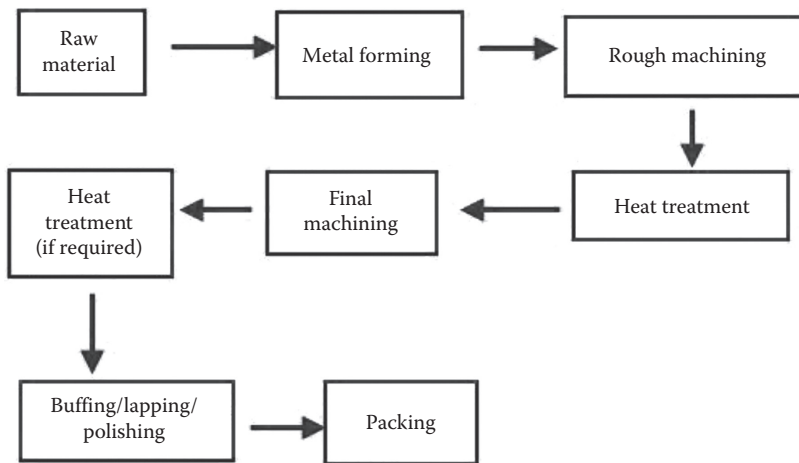 Raw
material
Metal forming
Rough machining
Heat treatment
Final
machining
Heat
treatment
(if required)
Buffing/lapping/
polishing
Packing